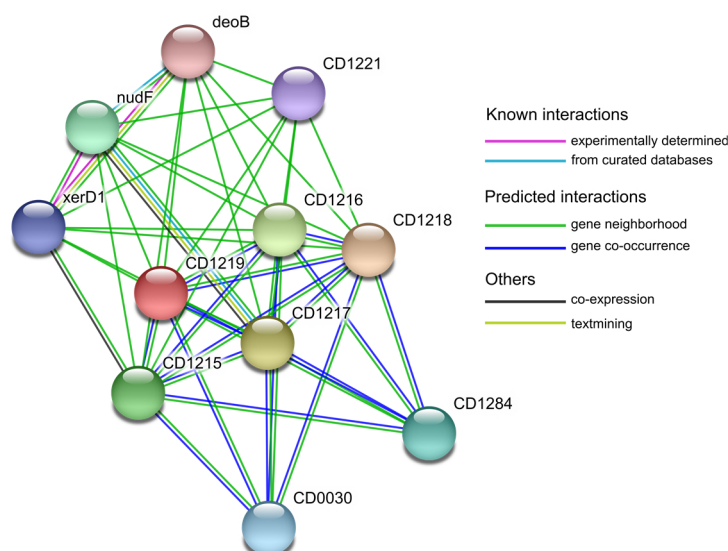 deoB
CD1221
nudF
xerD1
CD1216
CD1218
CD1219
CD1217
CD1215
CD1284
CD0030
Known interactions
experimentally determined
from curated databases
Predicted interactions
gene neighborhood
gene co-occurrence
Others
co-expression
textmining